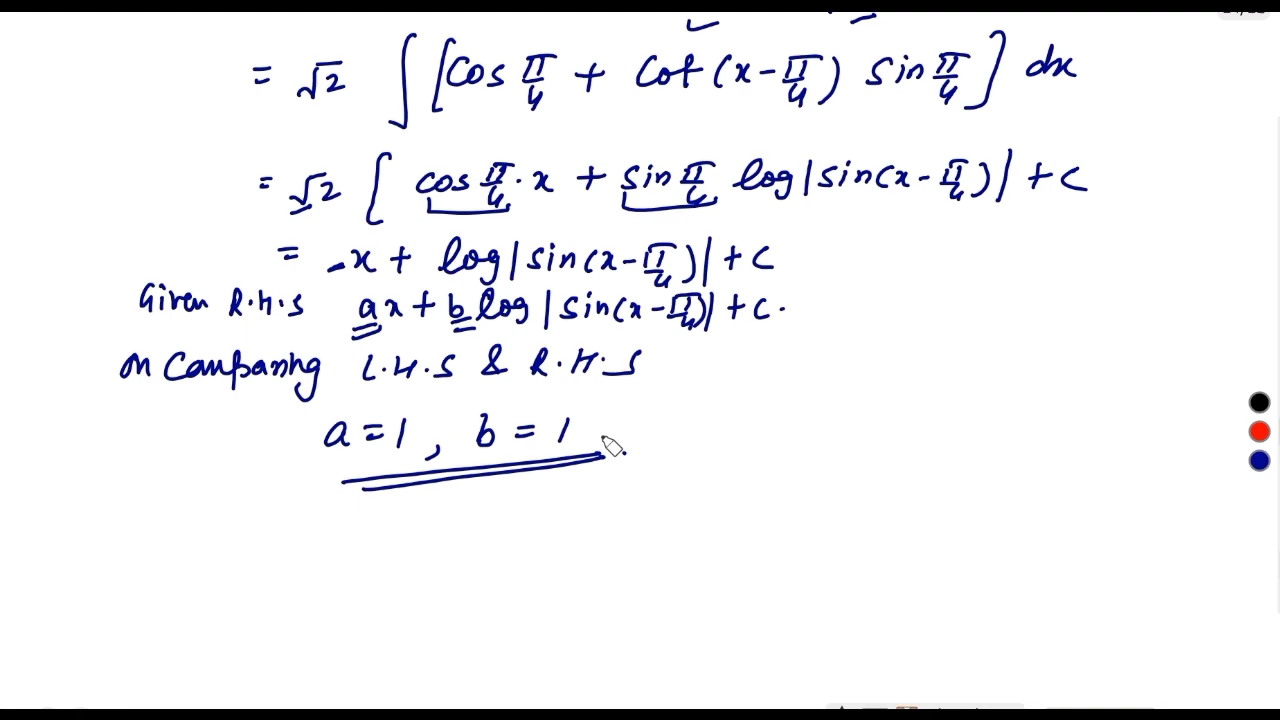 = √2 ∫ [cos π/4 + cot (x - π/4) sin π/4] dx
= √2 [ cos π/4 · x + sin π/4 log |sin(x - π/4)| + c
= x + log |sin(x - π/4)| + c
Given R.H.S ax + b log |sin(x - π/4)| + c.
on Comparing L.H.S & R.H.S
a = 1 , b = 1